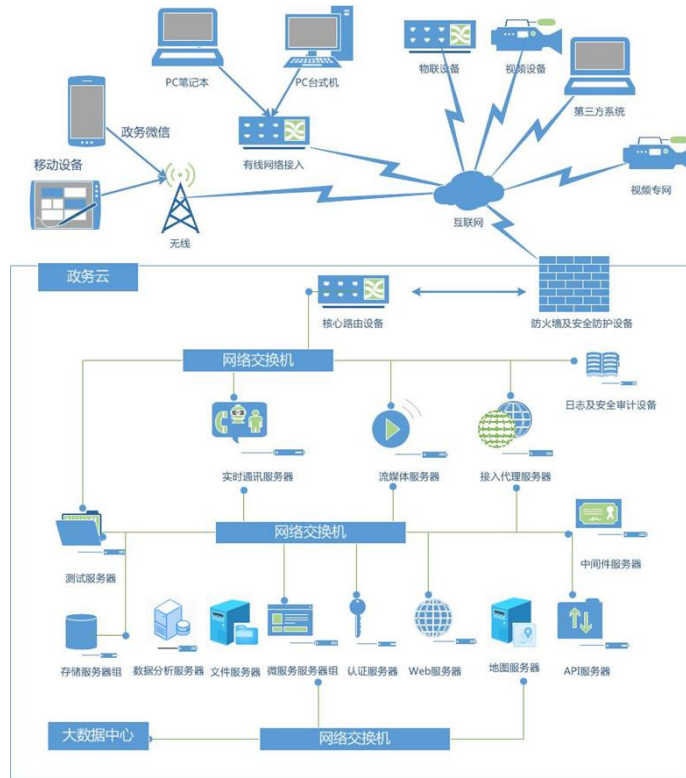 PC笔记本
PC台式机
物联设备
视频设备
第三方系统
政务微信
移动设备
有线网络接入
视频专网
互联网
无线
政务云
核心路由设备
防火墙及安全防护设备
网络交换机
日志及安全审计设备
实时通讯服务器
流媒体服务器
接入代理服务器
网络交换机
测试服务器
中间件服务器
存储服务器组
数据分析服务器
文件服务器
微服务服务器组
认证服务器
Web服务器
地图服务器
API服务器
大数据中心
网络交换机